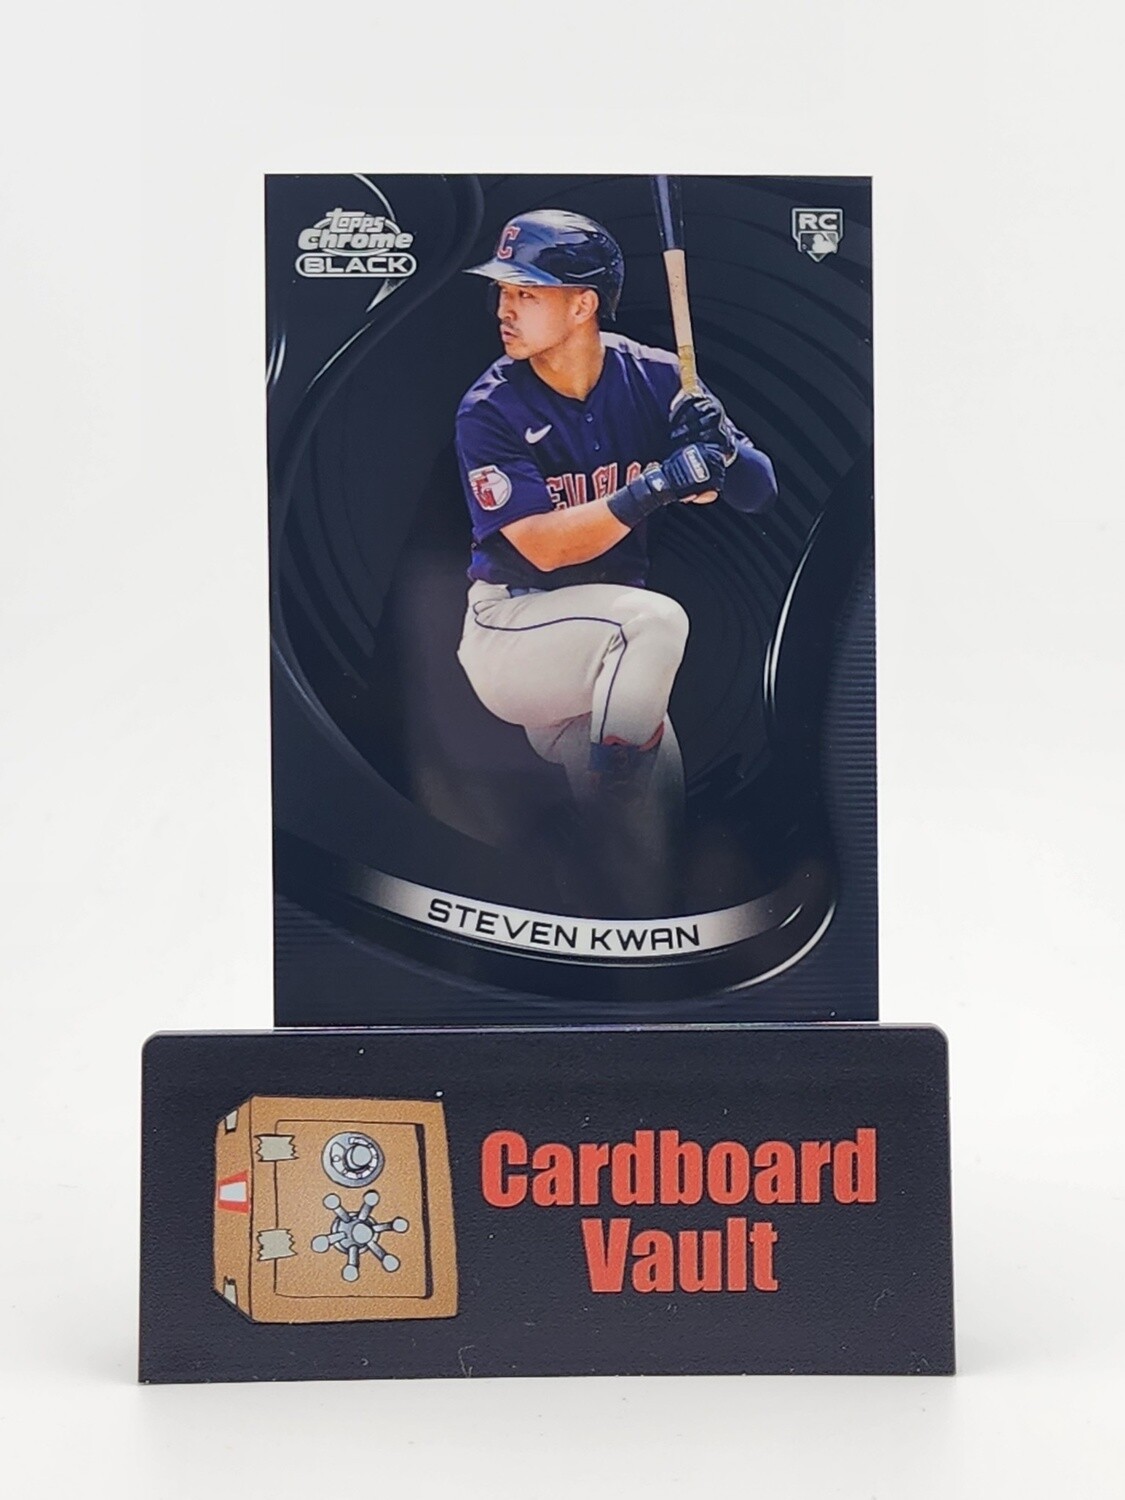 Topps
Chrome
BLACK
RC
C
STEVEN KWAN
Cardboard
Vault